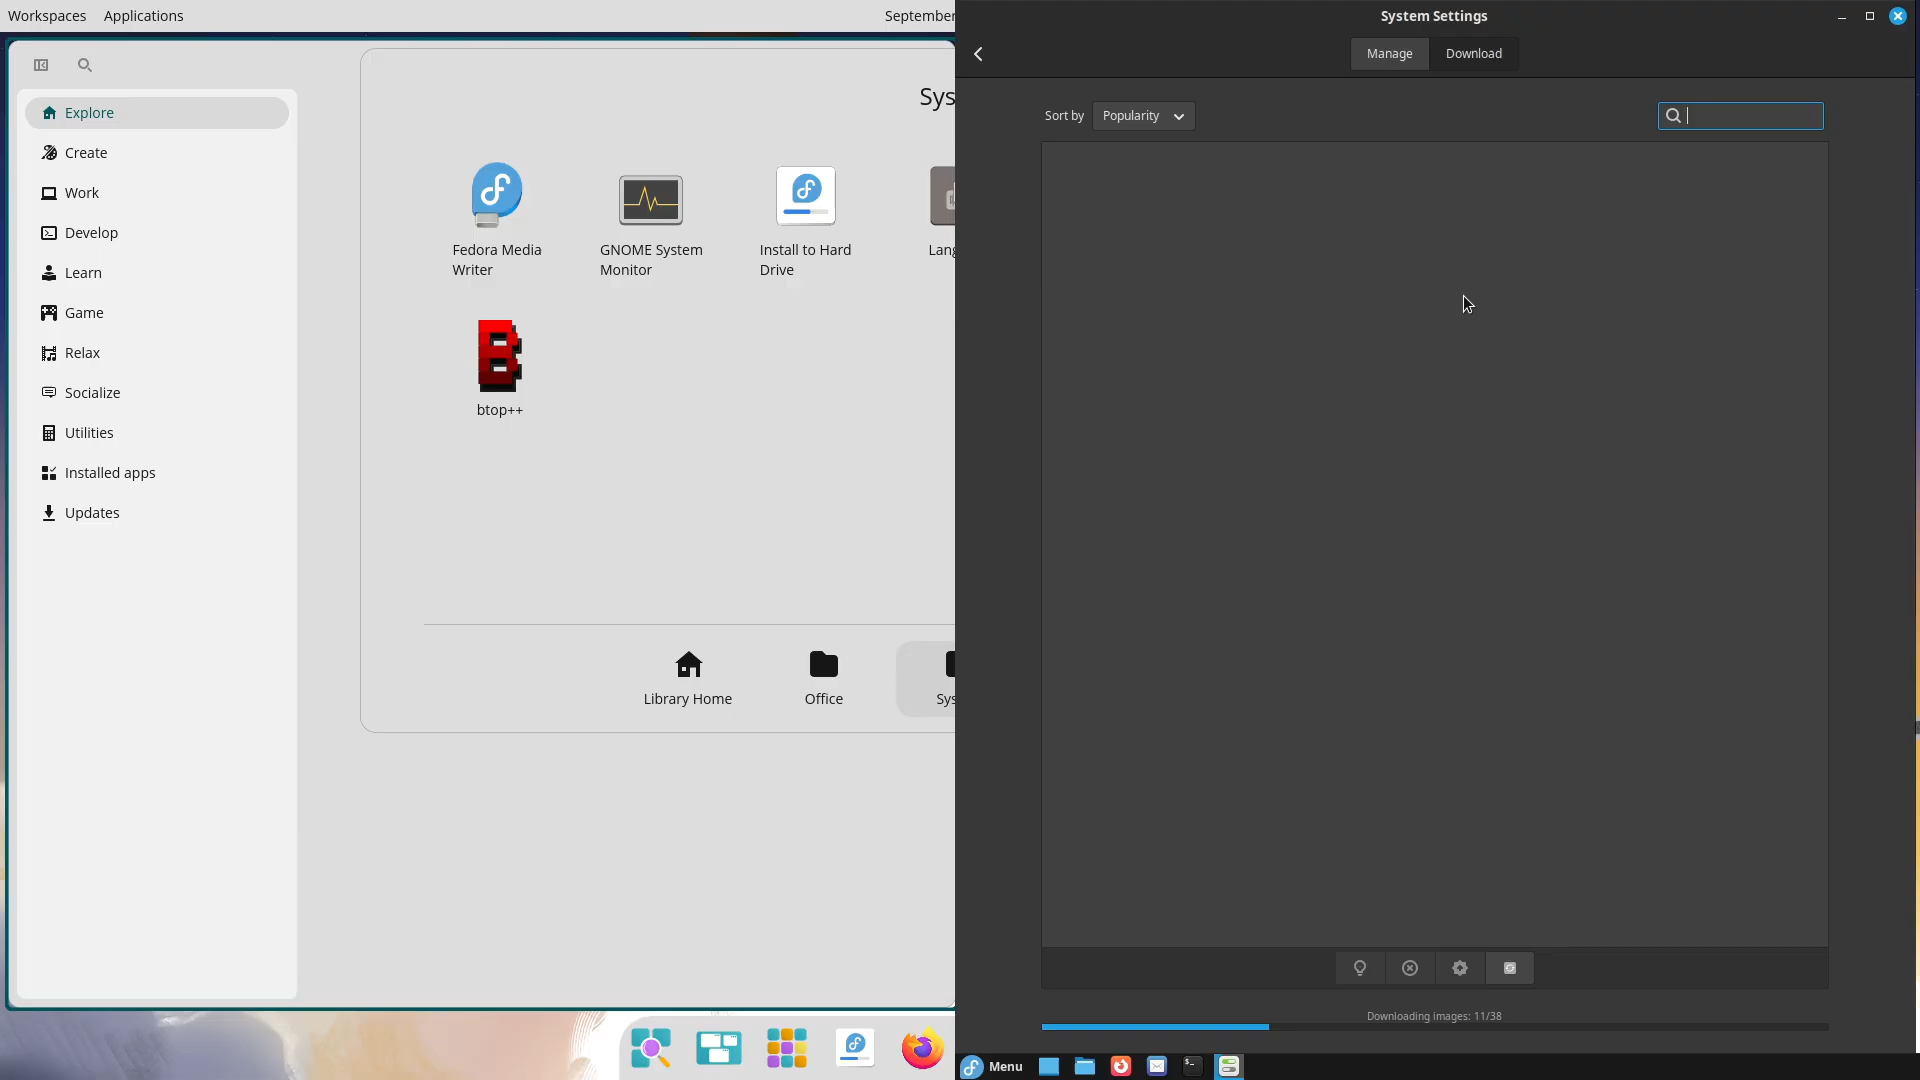 Workspaces Applications
September
Explore
Create
Work
Develop
Learn
Game
Relax
Socialize
Utilities
Installed apps
Updates
Sys
Fedora Media
Writer
GNOME System
Monitor
Install to Hard
Drive
Lang
btop++
Library Home
Office
Sys
System Settings
Manage Download
Sort by Popularity
Downloading images: 11/38
Menu